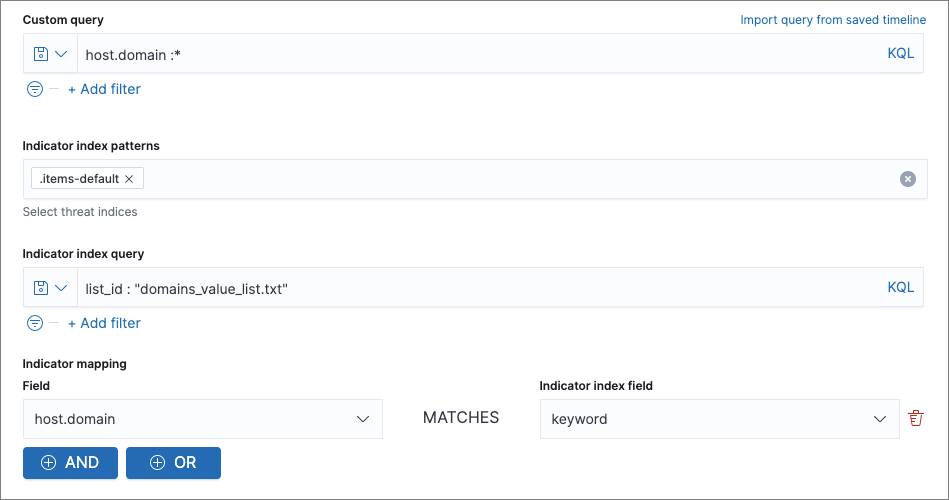 Custom query
Import query from saved timeline
host.domain :*
KQL
+ Add filter
Indicator index patterns
.items-default
Select threat indices
Indicator index query
list_id : "domains_value_list.txt"
KQL
+ Add filter
Indicator mapping
Field
Indicator index field
host.domain
MATCHES
keyword
AND
OR